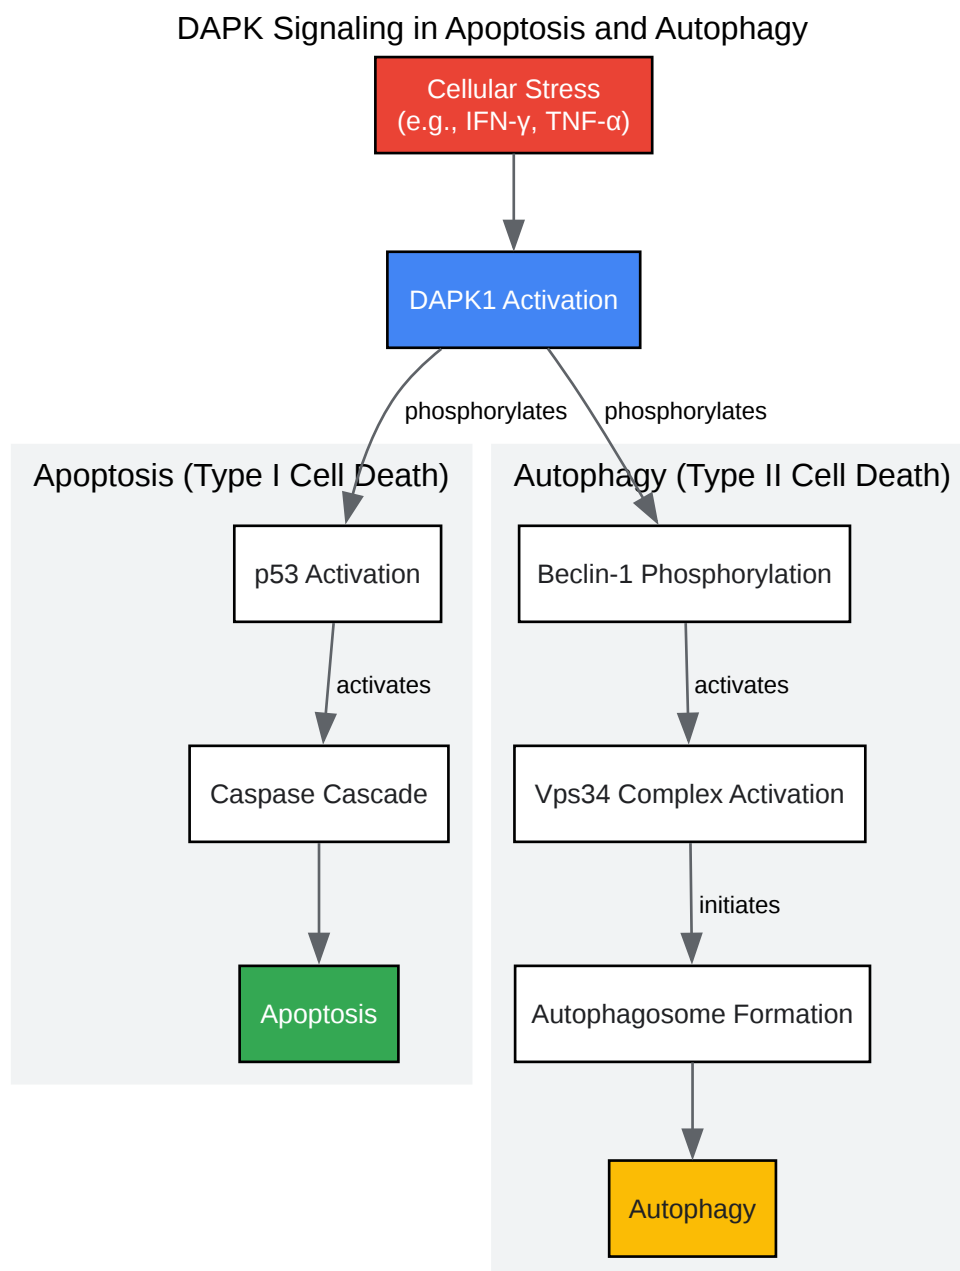 DAPK Signaling in Apoptosis and Autophagy
Cellular Stress
(e.g., IFN-γ, TNF-α)
DAPK1 Activation
phosphorylates
phosphorylates
Apoptosis (Type I Cell Death)
Autophagy (Type II Cell Death)
p53 Activation
Beclin-1 Phosphorylation
activates
activates
Caspase Cascade
Vps34 Complex Activation
initiates
Apoptosis
Autophagosome Formation
Autophagy